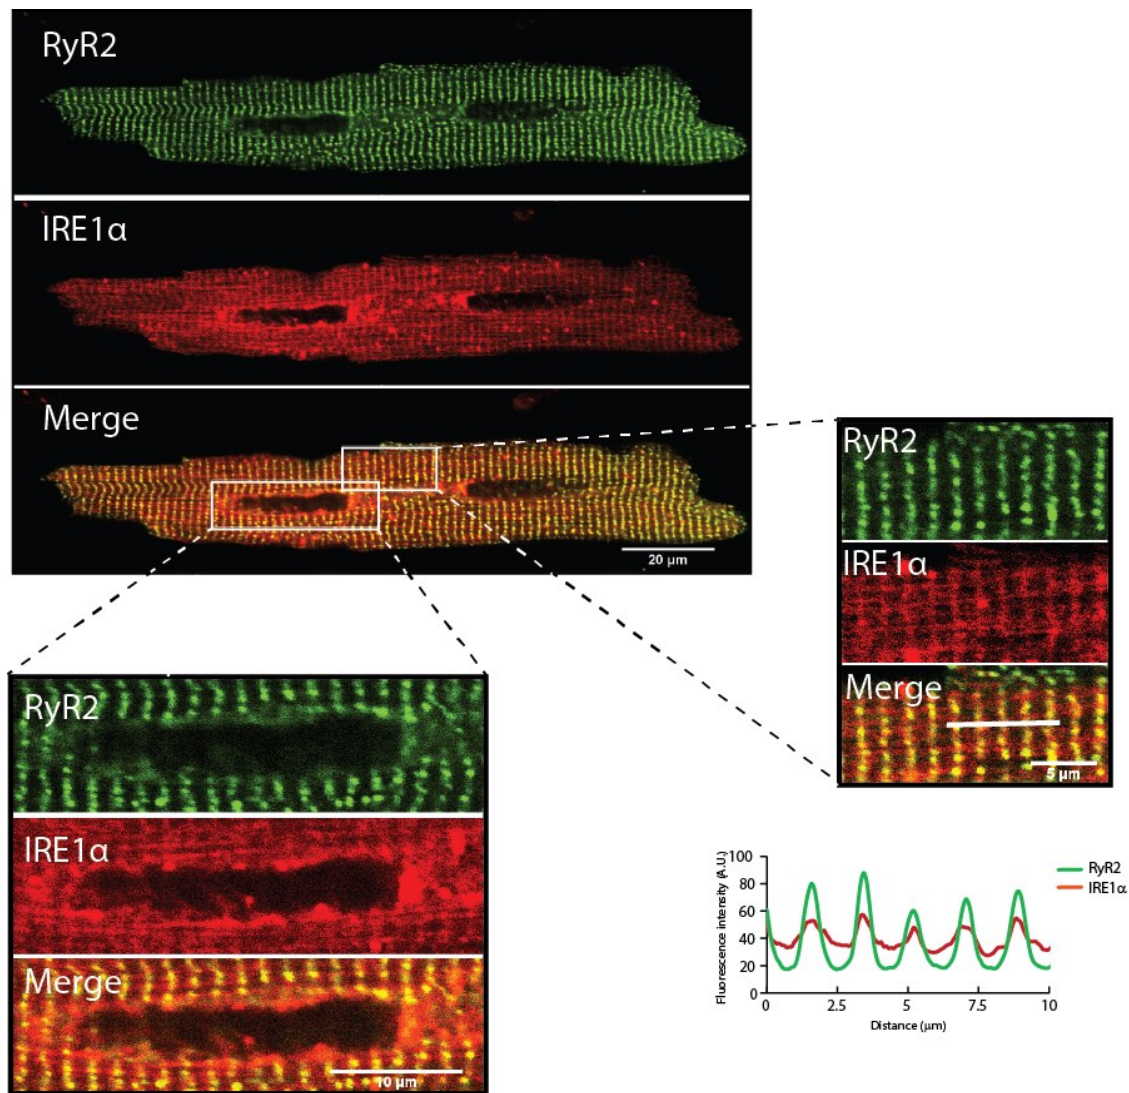 RyR2
IRE1α
Merge
20 μm
RyR2
IRE1α
Merge
5 μm
RyR2
IRE1α
Merge
10 μm
100
80
60
40
20
0
0
2.5
5
7.5
10
Fluorescence intensity (A.U.)
Distance (μm)
RyR2
IRE1α